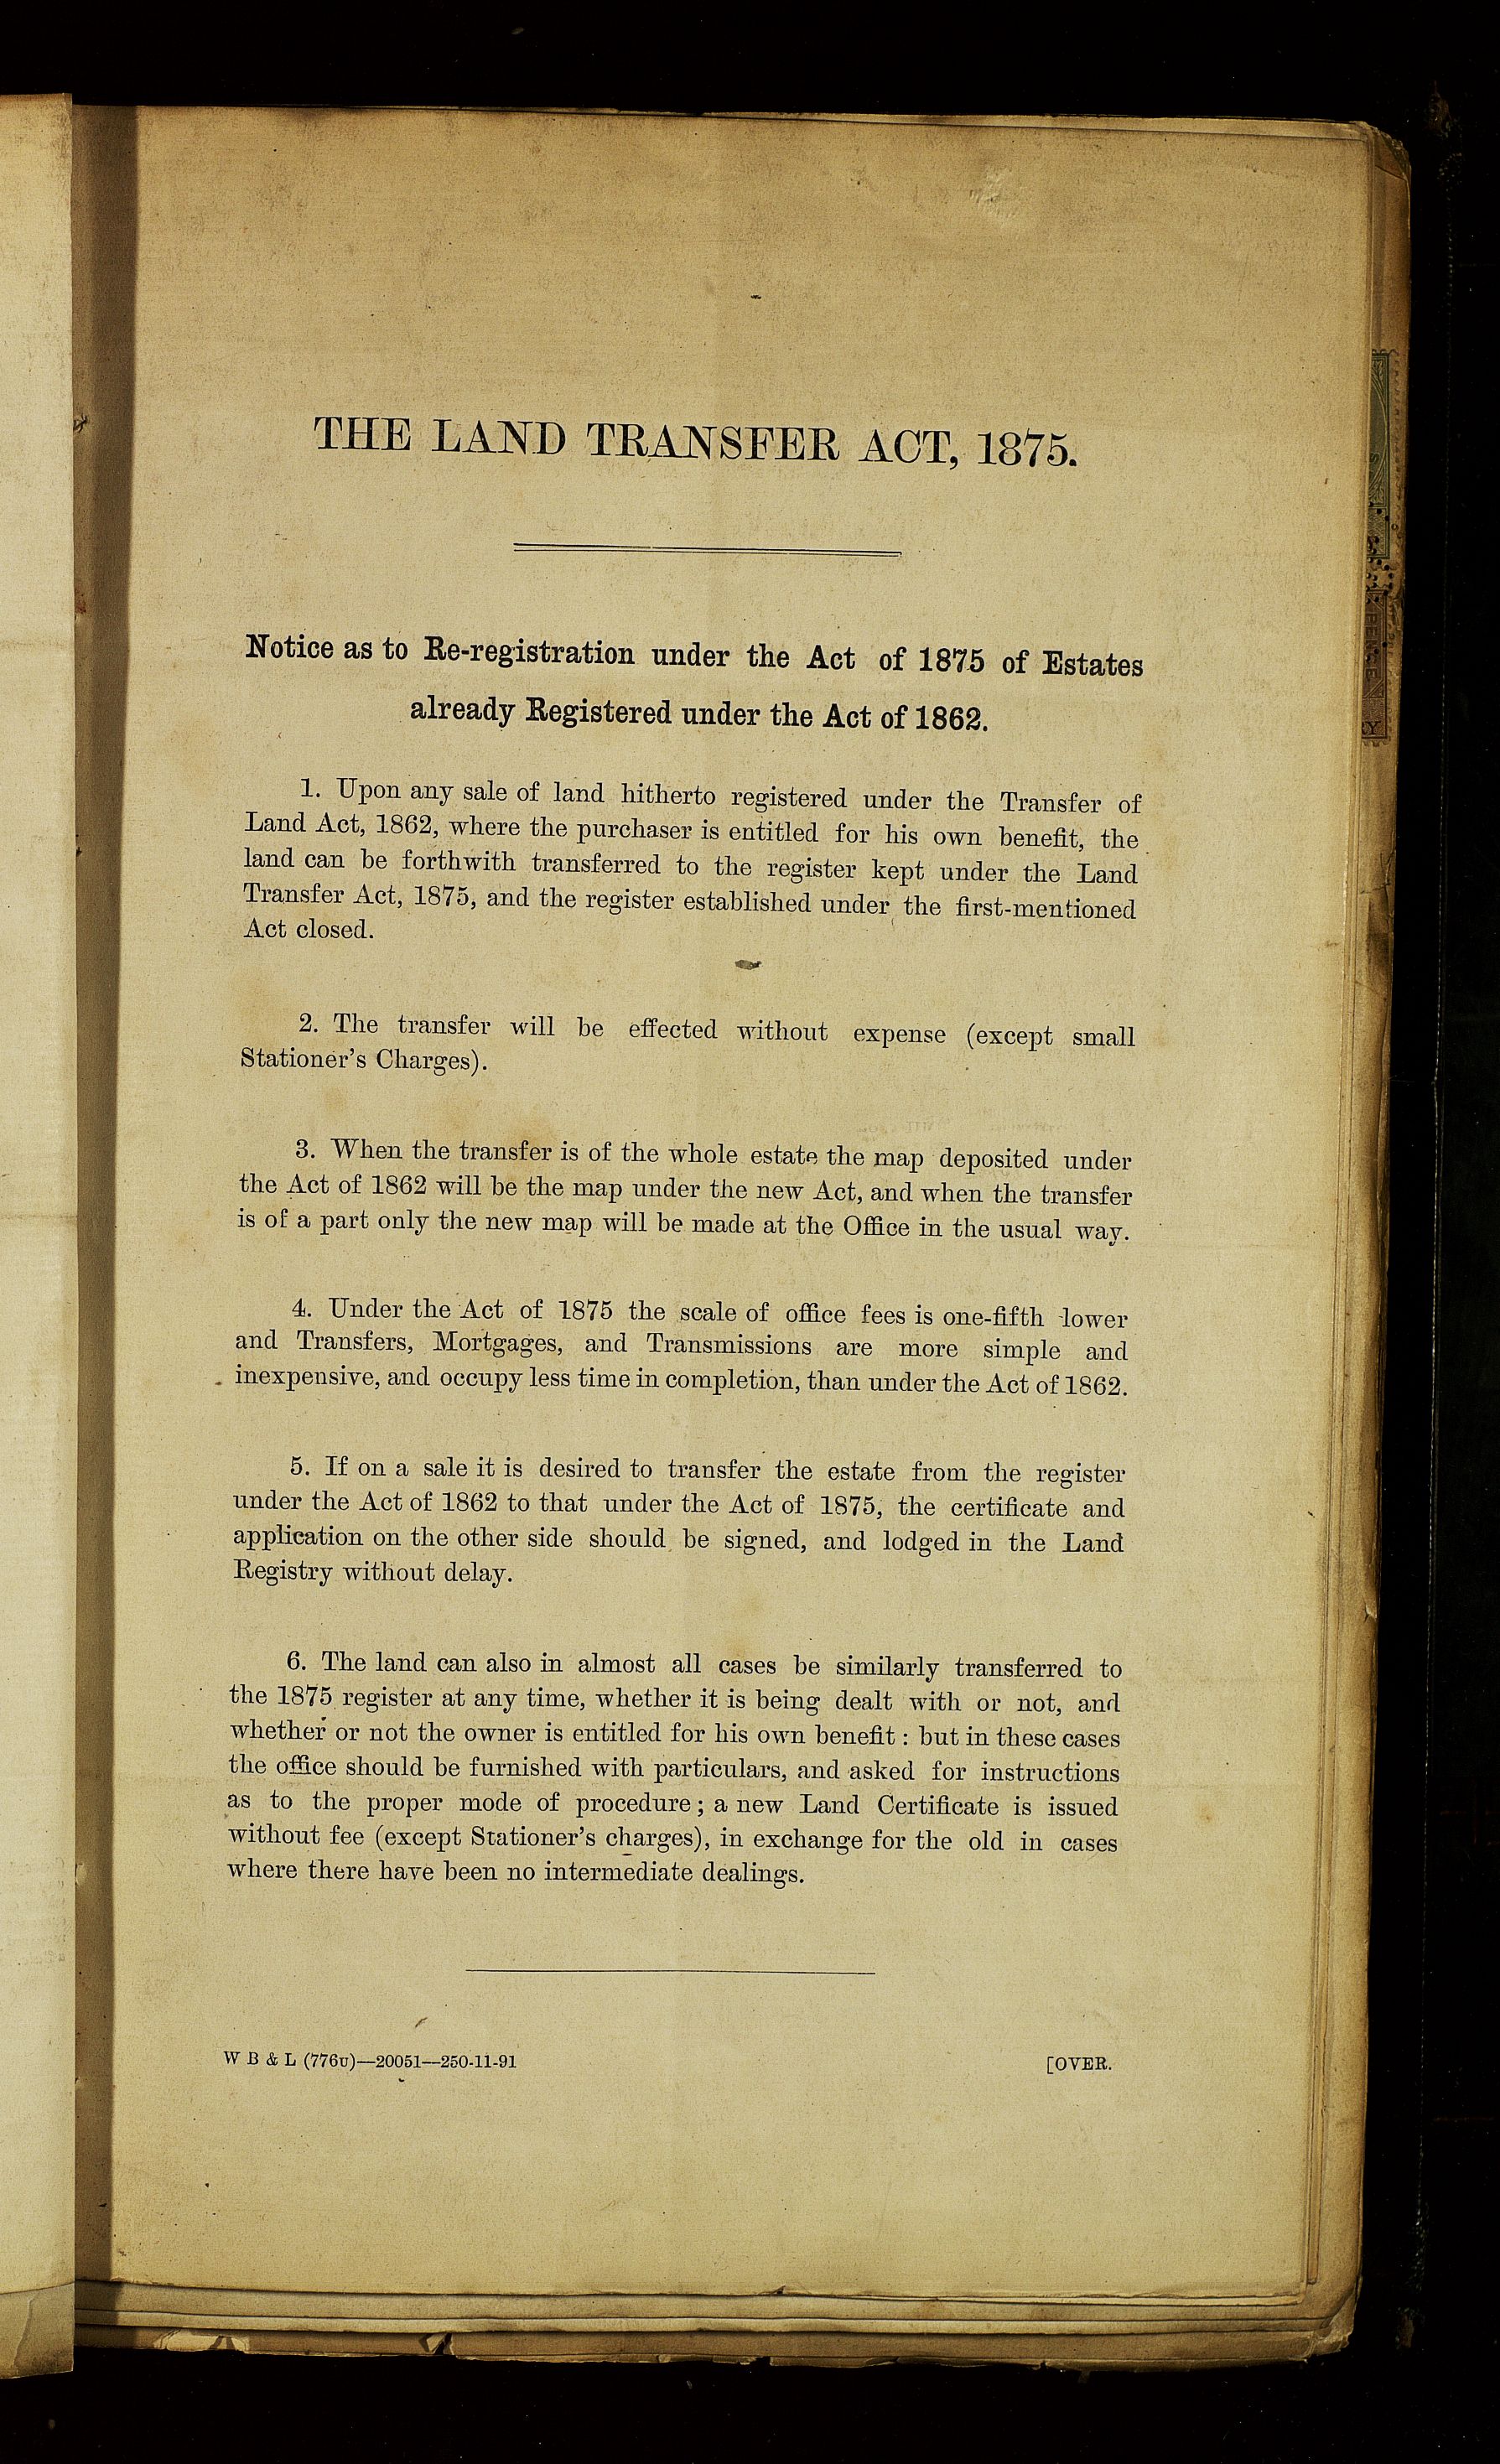 THE LAND TRANSFER ACT, 1875.
Notice as to Re-registration under the Act of 1875 of Estates
already Registered under the Act of 1862.
1. Upon any sale of land hitherto registered under the Transfer of
Land Act, 1862, where the purchaser is entitled for his own benefit, the
land can be forthwith transferred to the register kept under the Land
Transfer Act, 1875, and the register established under the first-mentioned
Act closed.
2. The transfer will be effected without expense (except small
Stationer's Charges).
3. When the transfer is of the whole estate the map deposited under
the Act of 1862 will be the map under the new Act, and when the transfer
is of a part only the new map will be made at the Office in the usual way.
4. Under the Act of 1875 the scale of office fees is one-fifth lower
and Transfers, Mortgages, and Transmissions are more simple and
inexpensive, and occupy less time in completion, than under the Act of 1862.
5. If on a sale it is desired to transfer the estate from the register
under the Act of 1862 to that under the Act of 1875, the certificate and
application on the other side should be signed, and lodged in the Land
Registry without delay.
6. The land can also in almost all cases be similarly transferred to
the 1875 register at any time, whether it is being dealt with or not, and
whether or not the owner is entitled for his own benefit : but in these cases
the office should be furnished with particulars, and asked for instructions
as to the proper mode of procedure; a new Land Certificate is issued
without fee (except Stationer's charges), in exchange for the old in cases
where there have been no intermediate dealings.
W B & L (776U)—20051—250-11-91
[OVER.